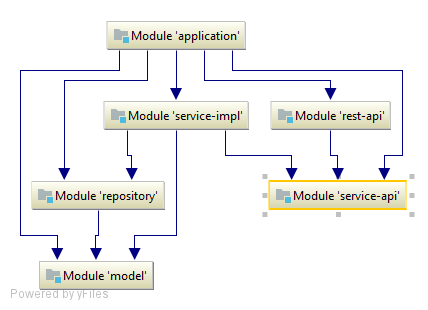 Module 'application'
Module 'service-impl'
Module 'rest-api'
Module 'repository'
Module 'service-api'
Module 'model'
Powered by yFiles